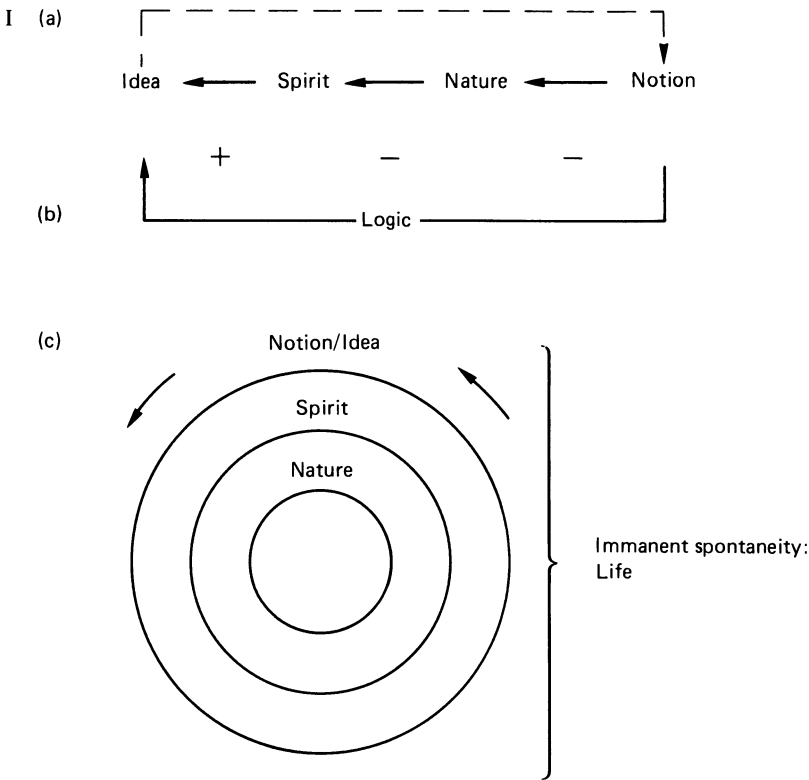 I (a)
Idea Spirit Nature Notion
+ − −
(b)
Logic
(c)
Notion/Idea
Spirit
Nature
Immanent spontaneity:
Life